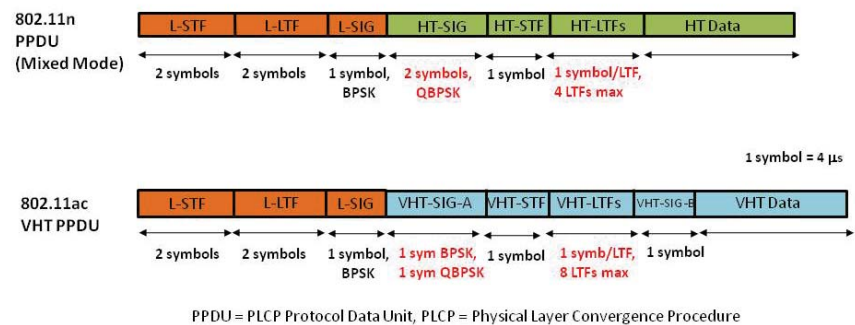 802.11n
PPDU
(Mixed Mode)
L-STF L-LTF L-SIG HT-SIG HT-STF HT-LTFs HT Data
2 symbols 2 symbols 1 symbol, BPSK 2 symbols, QBPSK 1 symbol 1 symbol/LTF, 4 LTFs max
1 symbol = 4 μs
802.11ac
VHT PPDU
L-STF L-LTF L-SIG VHT-SIG-A VHT-STF VHT-LTFs VHT-SIG-B VHT Data
2 symbols 2 symbols 1 symbol, BPSK 1 sym BPSK, 1 sym QBPSK 1 symbol 1 symb/LTF, 8 LTFs max 1 symbol
PPDU = PLCP Protocol Data Unit, PLCP = Physical Layer Convergence Procedure